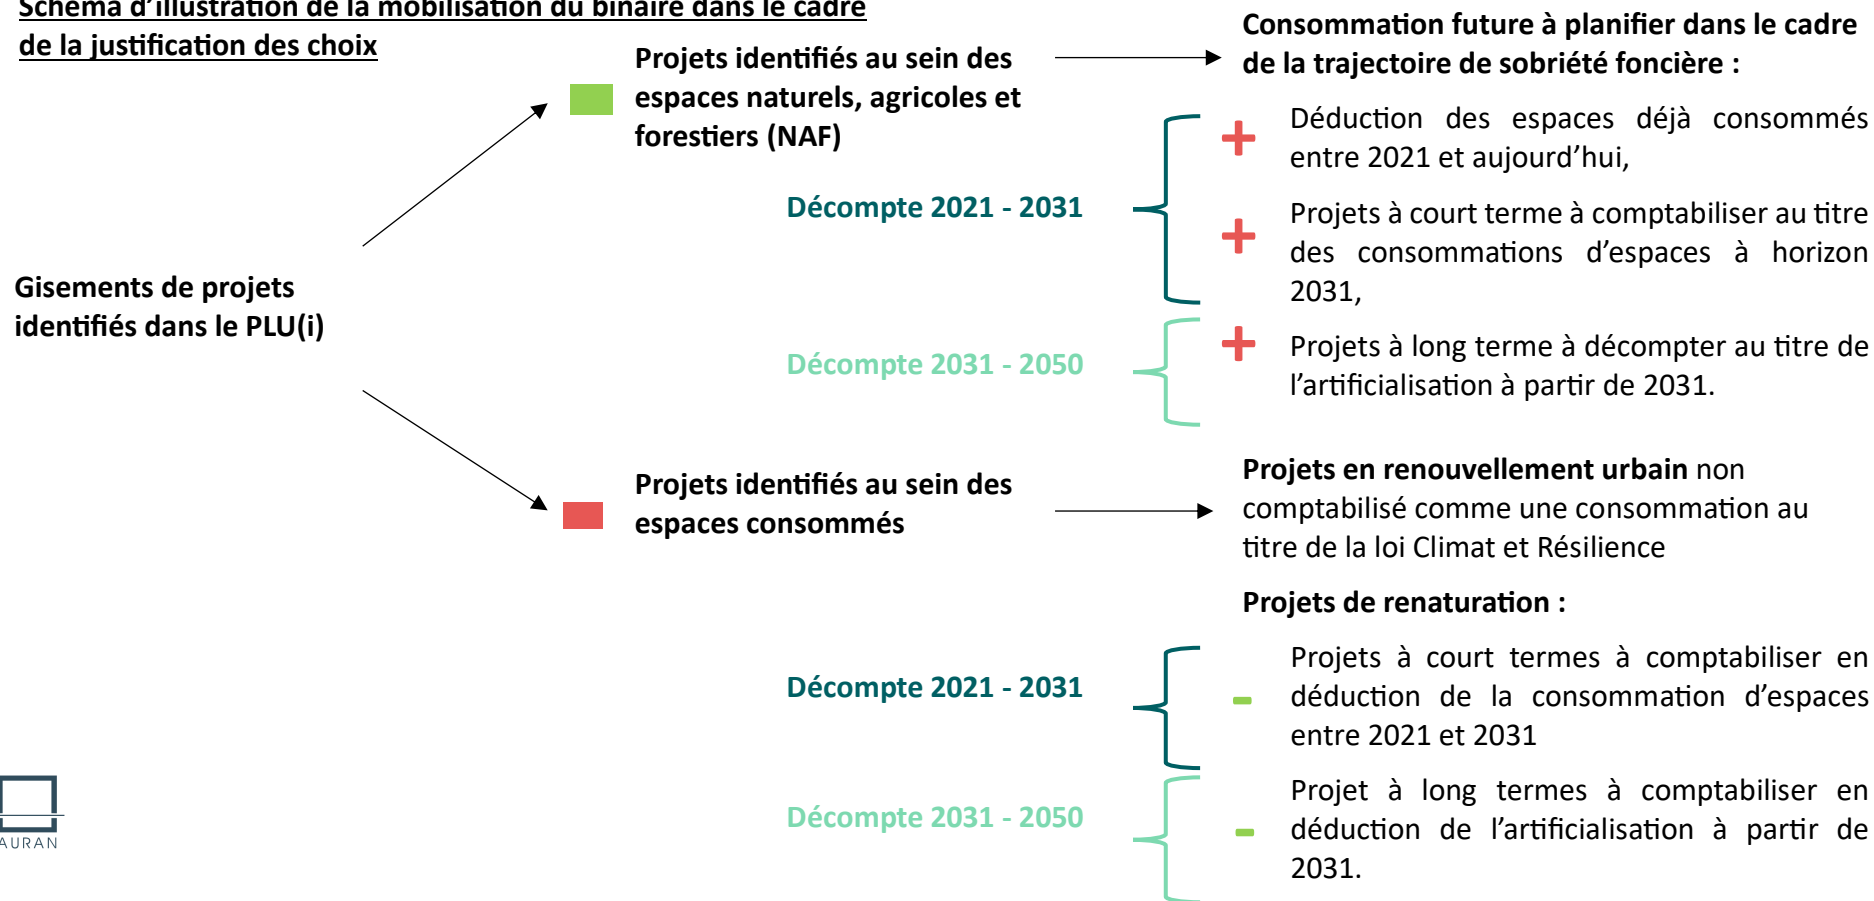 Schéma d'illustration de la mobilisation du binaire dans le cadre
de la justification des choix
Gisements de projets
identifiés dans le PLU(i)
Projets identifiés au sein des
espaces naturels, agricoles et
forestiers (NAF)
Consommation future à planifier dans le cadre
de la trajectoire de sobriété foncière :
Décompte 2021 - 2031
+
Déduction des espaces déjà consommés
entre 2021 et aujourd’hui,
+
Projets à court terme à comptabiliser au titre
des consommations d’espaces à horizon
2031,
Décompte 2031 - 2050
+
Projets à long terme à décompter au titre de
l’artificialisation à partir de 2031.
Projets identifiés au sein des
espaces consommés
Projets en renouvellement urbain non
comptabilisé comme une consommation au
titre de la loi Climat et Résilience
Projets de renaturation :
Décompte 2021 - 2031
-
Projets à court termes à comptabiliser en
déduction de la consommation d’espaces
entre 2021 et 2031
Décompte 2031 - 2050
-
Projet à long termes à comptabiliser en
déduction de l’artificialisation à partir de
2031.
AURAN